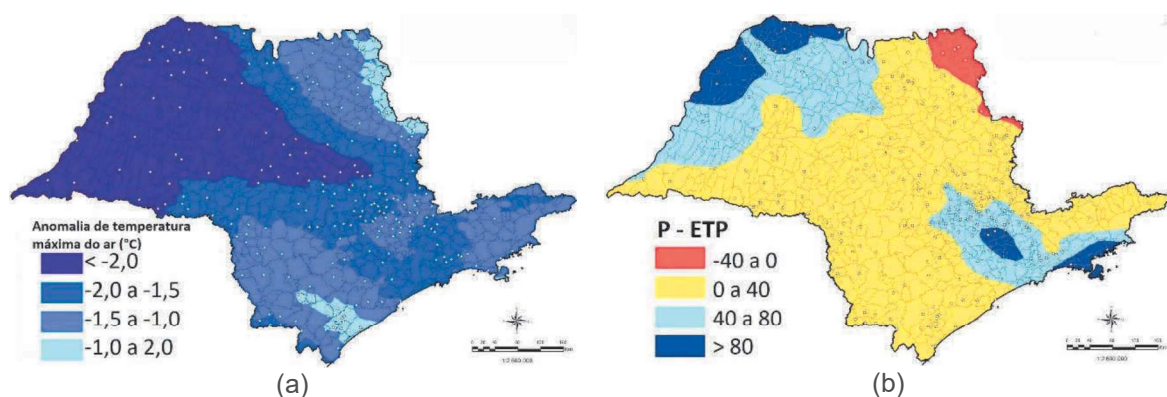 Anomalia de temperatura
máxima do ar (°C)
< -2,0
-2,0 a -1,5
-1,5 a -1,0
-1,0 a 2,0
(a)
P - ETP
-40 a 0
0 a 40
40 a 80
> 80
(b)